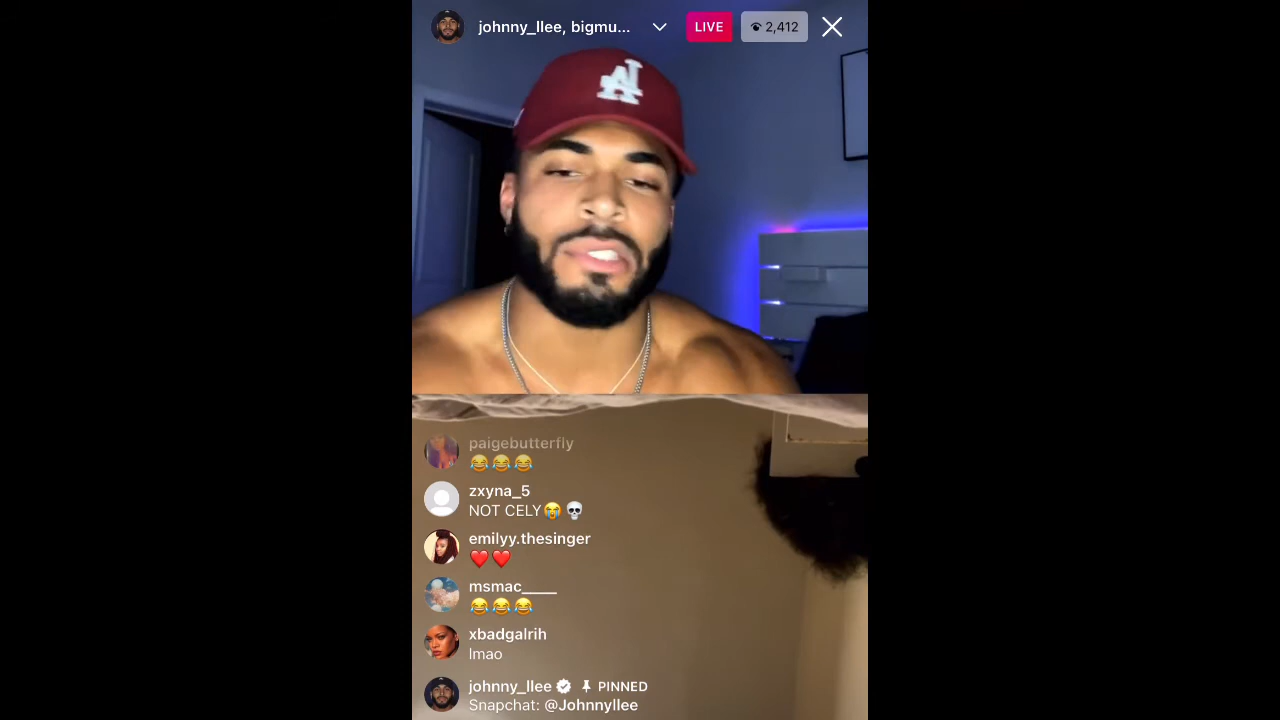 johnny_llee, bigmu...
LIVE
2,412
LA
paigebutterfly
😂😂😂
zxyna_5
NOT CELY😭💀
emilyy.thesinger
❤️❤️
msmac____
😂😂😂
xbadgalrih
lmao
johnny_llee PINNED
Snapchat: @Johnnyllee